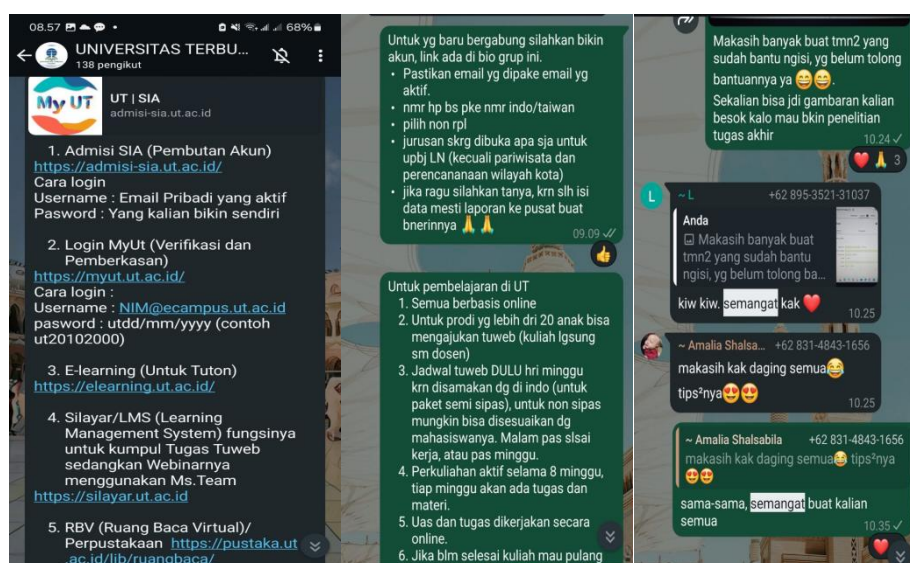 08.57
68%
UNIVERSITAS TERBU...
138 pengikut
My UT
UT | SIA
admisi-sia.ut.ac.id
1. Admisi SIA (Pembutan Akun)
https://admisi-sia.ut.ac.id/
Cara login
Username : Email Pribadi yang aktif
Pasword : Yang kalian bikin sendiri
2. Login MyUt (Verifikasi dan
Pemberkasan)
https://myut.ut.ac.id/
Cara login :
Username : NIM@ecampus.ut.ac.id
pasword : utdd/mm/yyyy (contoh
ut20102000)
3. E-learning (Untuk Tuton)
https://elearning.ut.ac.id/
4. Silayar/LMS (Learning
Management System) fungsinya
untuk kumpul Tugas Tuweb
sedangkan Webinarnya
menggunakan Ms.Team
https://silayar.ut.ac.id
5. RBV (Ruang Baca Virtual)/
Perpustakaan https://pustaka.ut
.ac.id/lib/ruangbaca/
Untuk yg baru bergabung silahkan bikin
akun, link ada di bio grup ini.
• Pastikan email yg dipake email yg
aktif.
• nmr hp bs pke nmr indo/taiwan
• pilih non rpl
• jurusan skrg dibuka apa sja untuk
upbj LN (kecuali pariwisata dan
perencananaan wilayah kota)
• jika ragu silahkan tanya, krn slh isi
data mesti laporan ke pusat buat
bnerinnya 🙏🙏
09.09
Untuk pembelajaran di UT
1. Semua berbasis online
2. Untuk prodi yg lebih dri 20 anak bisa
mengajukan tuweb (kuliah lgsung
sm dosen)
3. Jadwal tuweb DULU hri minggu
krn disamakan dg di indo (untuk
paket semi sipas), untuk non sipas
mungkin bisa disesuaikan dg
mahasiswanya. Malam pas slsai
kerja, atau pas minggu.
4. Perkuliahan aktif selama 8 minggu,
tiap minggu akan ada tugas dan
materi.
5. Uas dan tugas dikerjakan secara
online.
6. Jika blm selesai kuliah mau pulang
Makasih banyak buat tmn2 yang
sudah bantu ngisi, yg belum tolong
bantuannya ya 😄😄.
Sekalian bisa jdi gambaran kalian
besok kalo mau bkin penelitian
tugas akhir
10.24
3
L
~ L +62 895-3521-31037
Anda
Makasih banyak buat
tmn2 yang sudah bantu
ngisi, yg belum tolong ba...
kiw kiw. semangat kak ❤️
10.25
~ Amalia Shalsa... +62 831-4843-1656
makasih kak daging semua😂
tips²nya😍😍
10.25
~ Amalia Shalsabila +62 831-4843-1656
makasih kak daging semua😂 tips²nya
😍😍
sama-sama, semangat buat kalian
semua
10.35